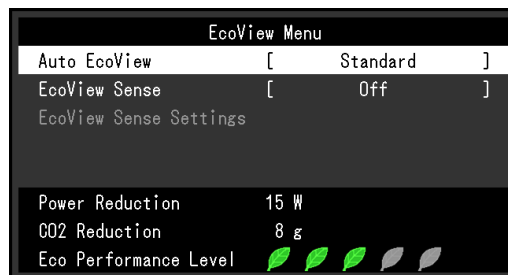 EcoView Menu
Auto EcoView [ Standard ]
EcoView Sense [ Off ]
EcoView Sense Settings
Power Reduction 15 W
CO2 Reduction 8 g
Eco Performance Level